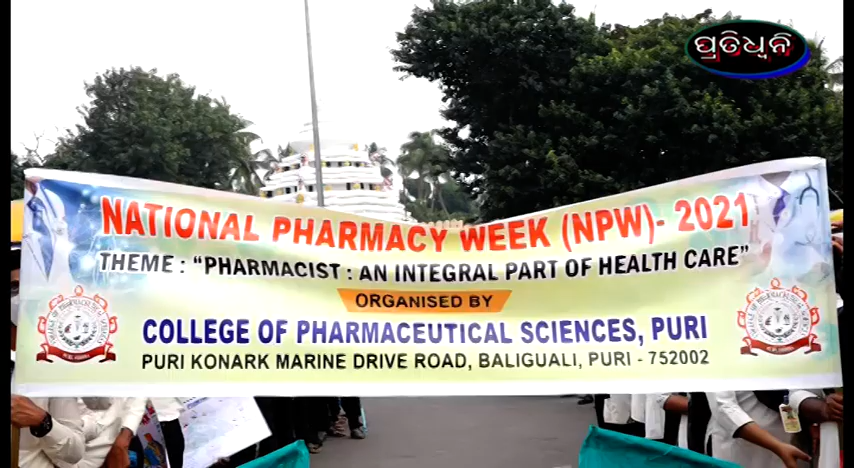 ପ୍ରତିଧ୍ୱନି
NATIONAL PHARMACY WEEK (NPW)- 2021
THEME : "PHARMACIST : AN INTEGRAL PART OF HEALTH CARE"
ORGANISED BY
COLLEGE OF PHARMACEUTICAL SCIENCES, PURI
PURI KONARK MARINE DRIVE ROAD, BALIGUALI, PURI - 752002